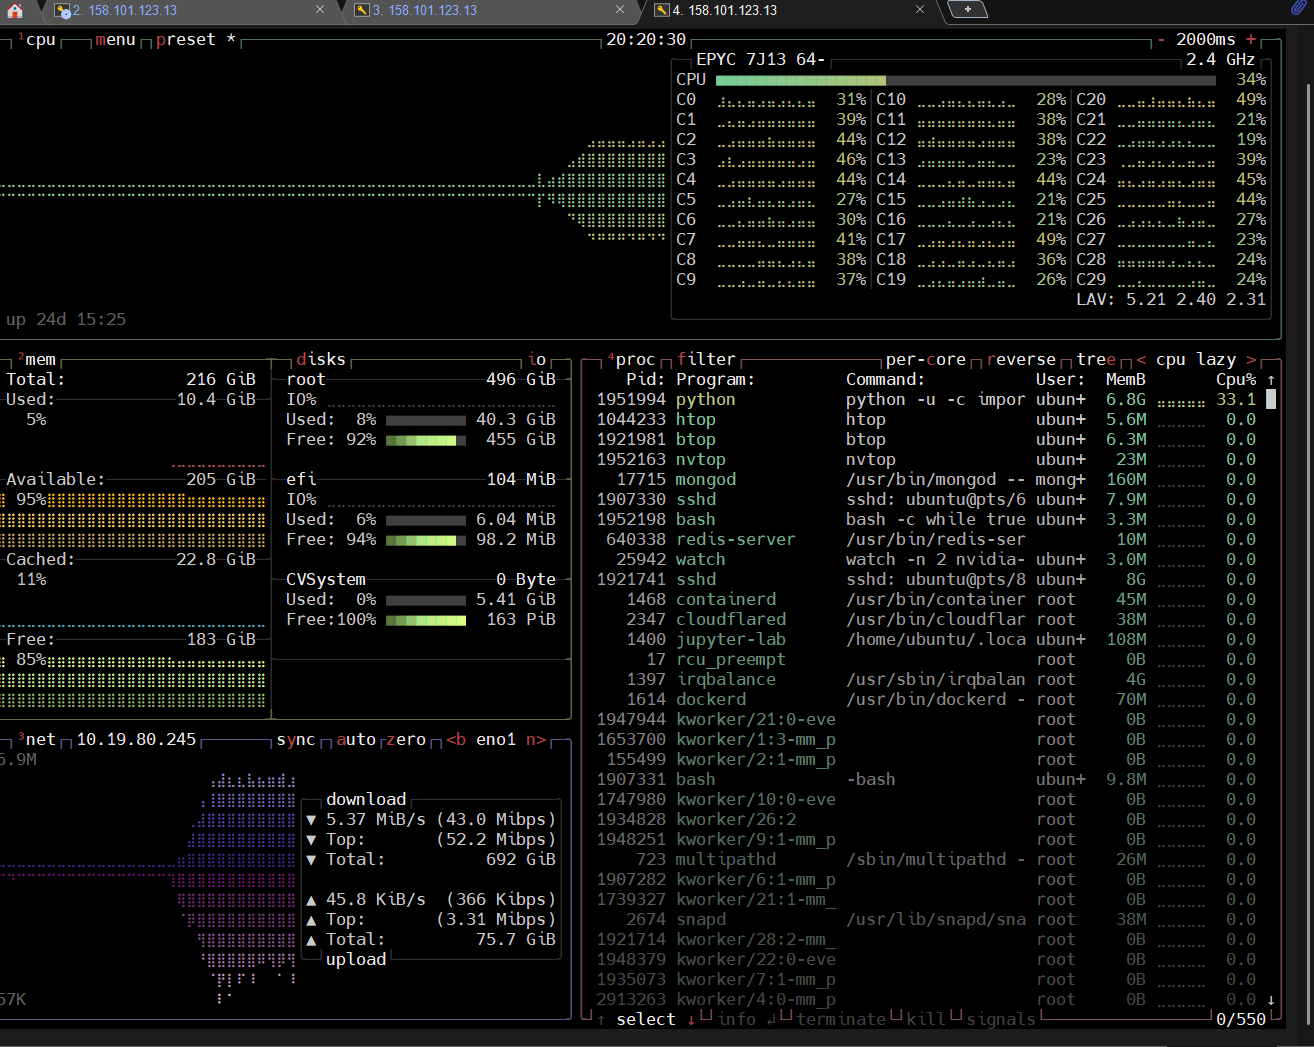 2. 158.101.123.13
3. 158.101.123.13
4. 158.101.123.13
+
¹cpu menu preset * 20:20:30 - 2000ms +
EPYC 7J13 64- 2.4 GHz
CPU 34%
C0 31% C10 28% C20 49%
C1 39% C11 38% C21 21%
C2 44% C12 38% C22 19%
C3 46% C13 23% C23 39%
C4 44% C14 44% C24 45%
C5 27% C15 21% C25 44%
C6 30% C16 21% C26 27%
C7 41% C17 49% C27 23%
C8 38% C18 36% C28 24%
C9 37% C19 26% C29 24%
LAV: 5.21 2.40 2.31
up 24d 15:25
²mem
Total: 216 GiB
Used: 10.4 GiB
5%
Available: 205 GiB
95%
Cached: 22.8 GiB
11%
Free: 183 GiB
85%
disks io
root 496 GiB
IO%
Used: 8% 40.3 GiB
Free: 92% 455 GiB
efi 104 MiB
IO%
Used: 6% 6.04 MiB
Free: 94% 98.2 MiB
CVSystem 0 Byte
Used: 0% 5.41 GiB
Free:100% 163 PiB
³net 10.19.80.245 sync auto zero <b eno1 n>
6.9M
download
▼ 5.37 MiB/s (43.0 Mibps)
▼ Top: (52.2 Mibps)
▼ Total: 692 GiB
▲ 45.8 KiB/s (366 Kibps)
▲ Top: (3.31 Mibps)
▲ Total: 75.7 GiB
upload
57K
⁴proc filter per-core reverse tree < cpu lazy >
Pid: Program: Command: User: MemB Cpu% ↑
1951994 python python -u -c impor ubun+ 6.8G 33.1
1044233 htop htop ubun+ 5.6M 0.0
1921981 btop btop ubun+ 6.3M 0.0
1952163 nvtop nvtop ubun+ 23M 0.0
17715 mongod /usr/bin/mongod -- mong+ 160M 0.0
1907330 sshd sshd: ubuntu@pts/6 ubun+ 7.9M 0.0
1952198 bash bash -c while true ubun+ 3.3M 0.0
640338 redis-server /usr/bin/redis-ser 10M 0.0
25942 watch watch -n 2 nvidia- ubun+ 3.0M 0.0
1921741 sshd sshd: ubuntu@pts/8 ubun+ 8G 0.0
1468 containerd /usr/bin/container root 45M 0.0
2347 cloudflared /usr/bin/cloudflar root 38M 0.0
1400 jupyter-lab /home/ubuntu/.loca ubun+ 108M 0.0
17 rcu_preempt root 0B 0.0
1397 irqbalance /usr/sbin/irqbalan root 4G 0.0
1614 dockerd /usr/bin/dockerd - root 70M 0.0
1947944 kworker/21:0-eve root 0B 0.0
1653700 kworker/1:3-mm_p root 0B 0.0
155499 kworker/2:1-mm_p root 0B 0.0
1907331 bash -bash ubun+ 9.8M 0.0
1747980 kworker/10:0-eve root 0B 0.0
1934828 kworker/26:2 root 0B 0.0
1948251 kworker/9:1-mm_p root 0B 0.0
723 multipathd /sbin/multipathd - root 26M 0.0
1907282 kworker/6:1-mm_p root 0B 0.0
1739327 kworker/21:1-mm_ root 0B 0.0
2674 snapd /usr/lib/snapd/sna root 38M 0.0
1921714 kworker/28:2-mm_ root 0B 0.0
1948379 kworker/22:0-eve root 0B 0.0
1935073 kworker/7:1-mm_p root 0B 0.0
2913263 kworker/4:0-mm_p root 0B 0.0 ↓
↑ select ↓ info ↲ terminate kill signals 0/550